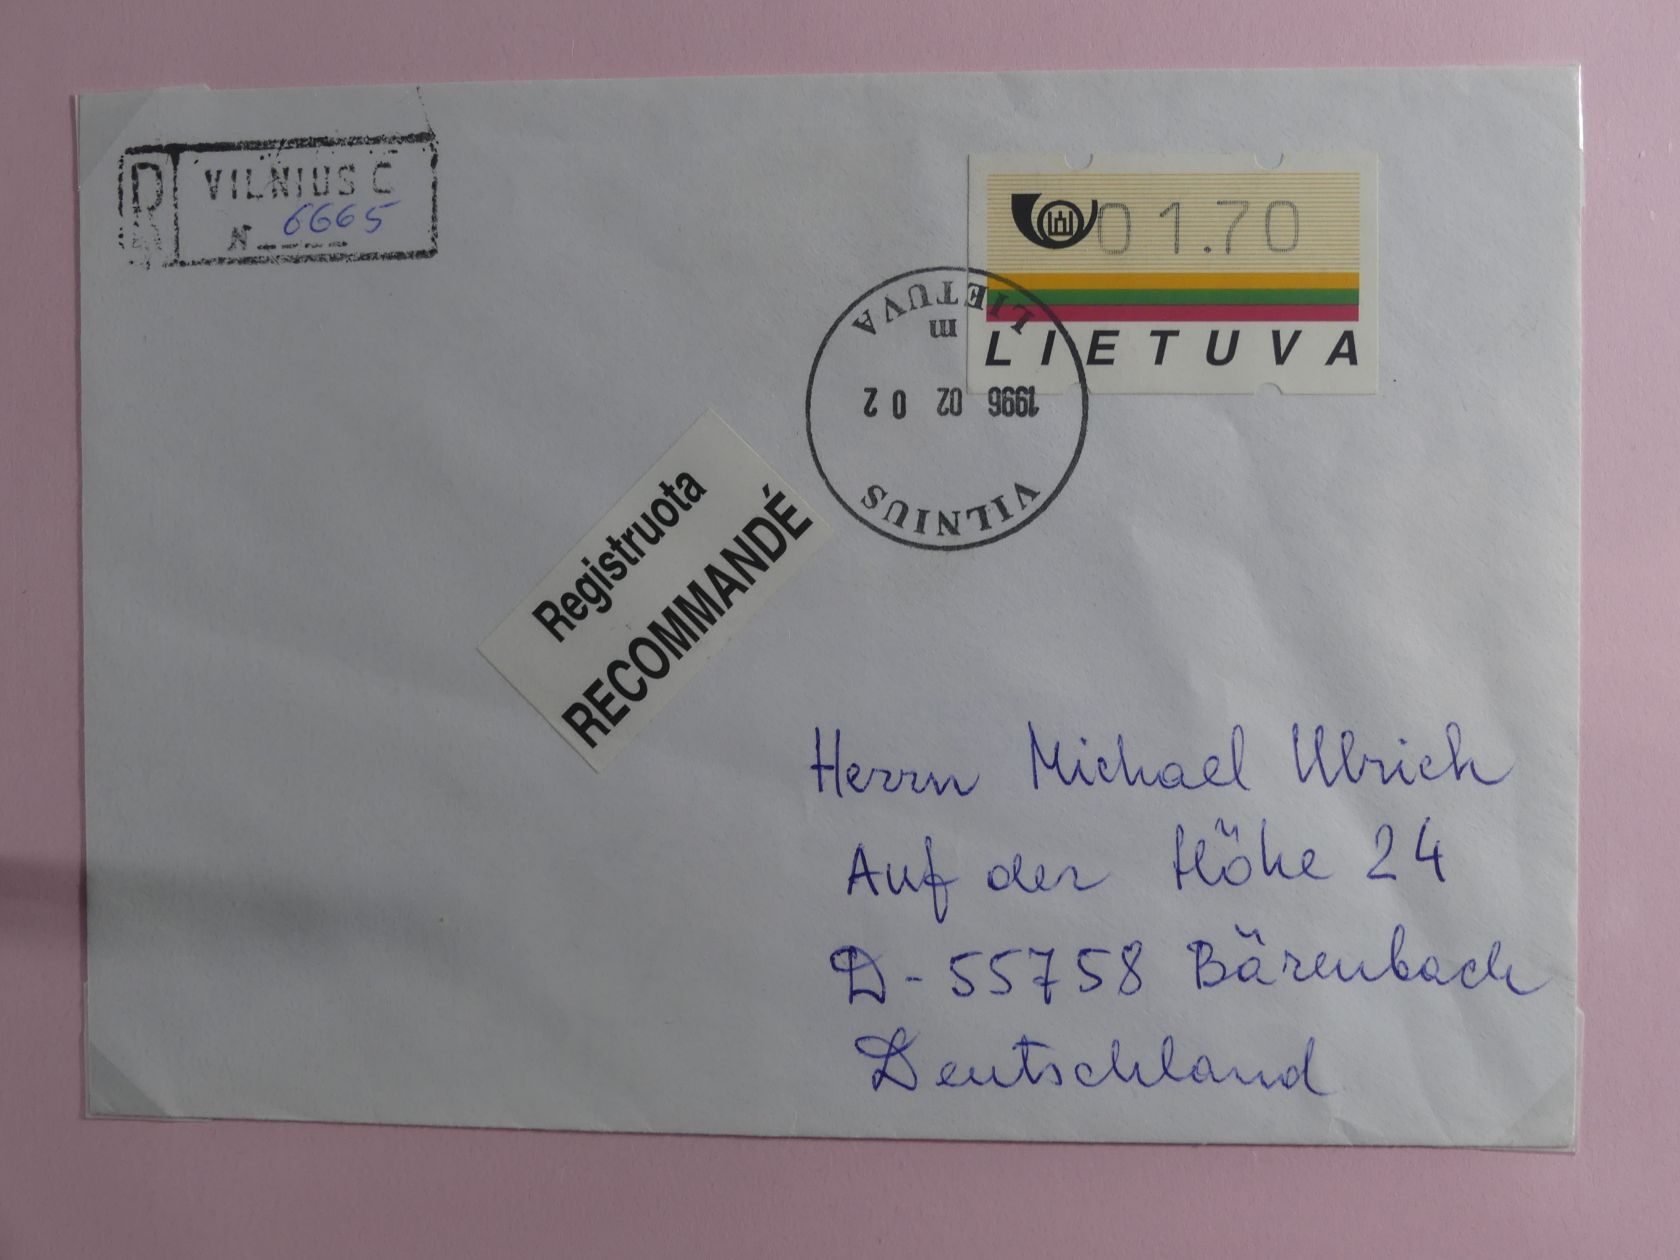 R VILNIUS C
N 6665
01.70
LIETUVA
LIETUVA
m
1996 02 02
VILNIUS
Registruota
RECOMMANDÉ
Herrn Michael Ulrich
Auf der Höhe 24
D-55758 Bärenbach
Deutschland